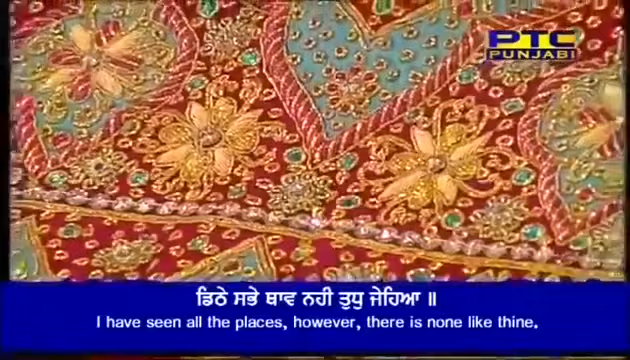 PTC
PUNJABI
ਡਿਠੇ ਸਭੇ ਥਾਵ ਨਹੀ ਤੁਧੁ ਜੇਹਿਆ ॥
I have seen all the places, however, there is none like thine.